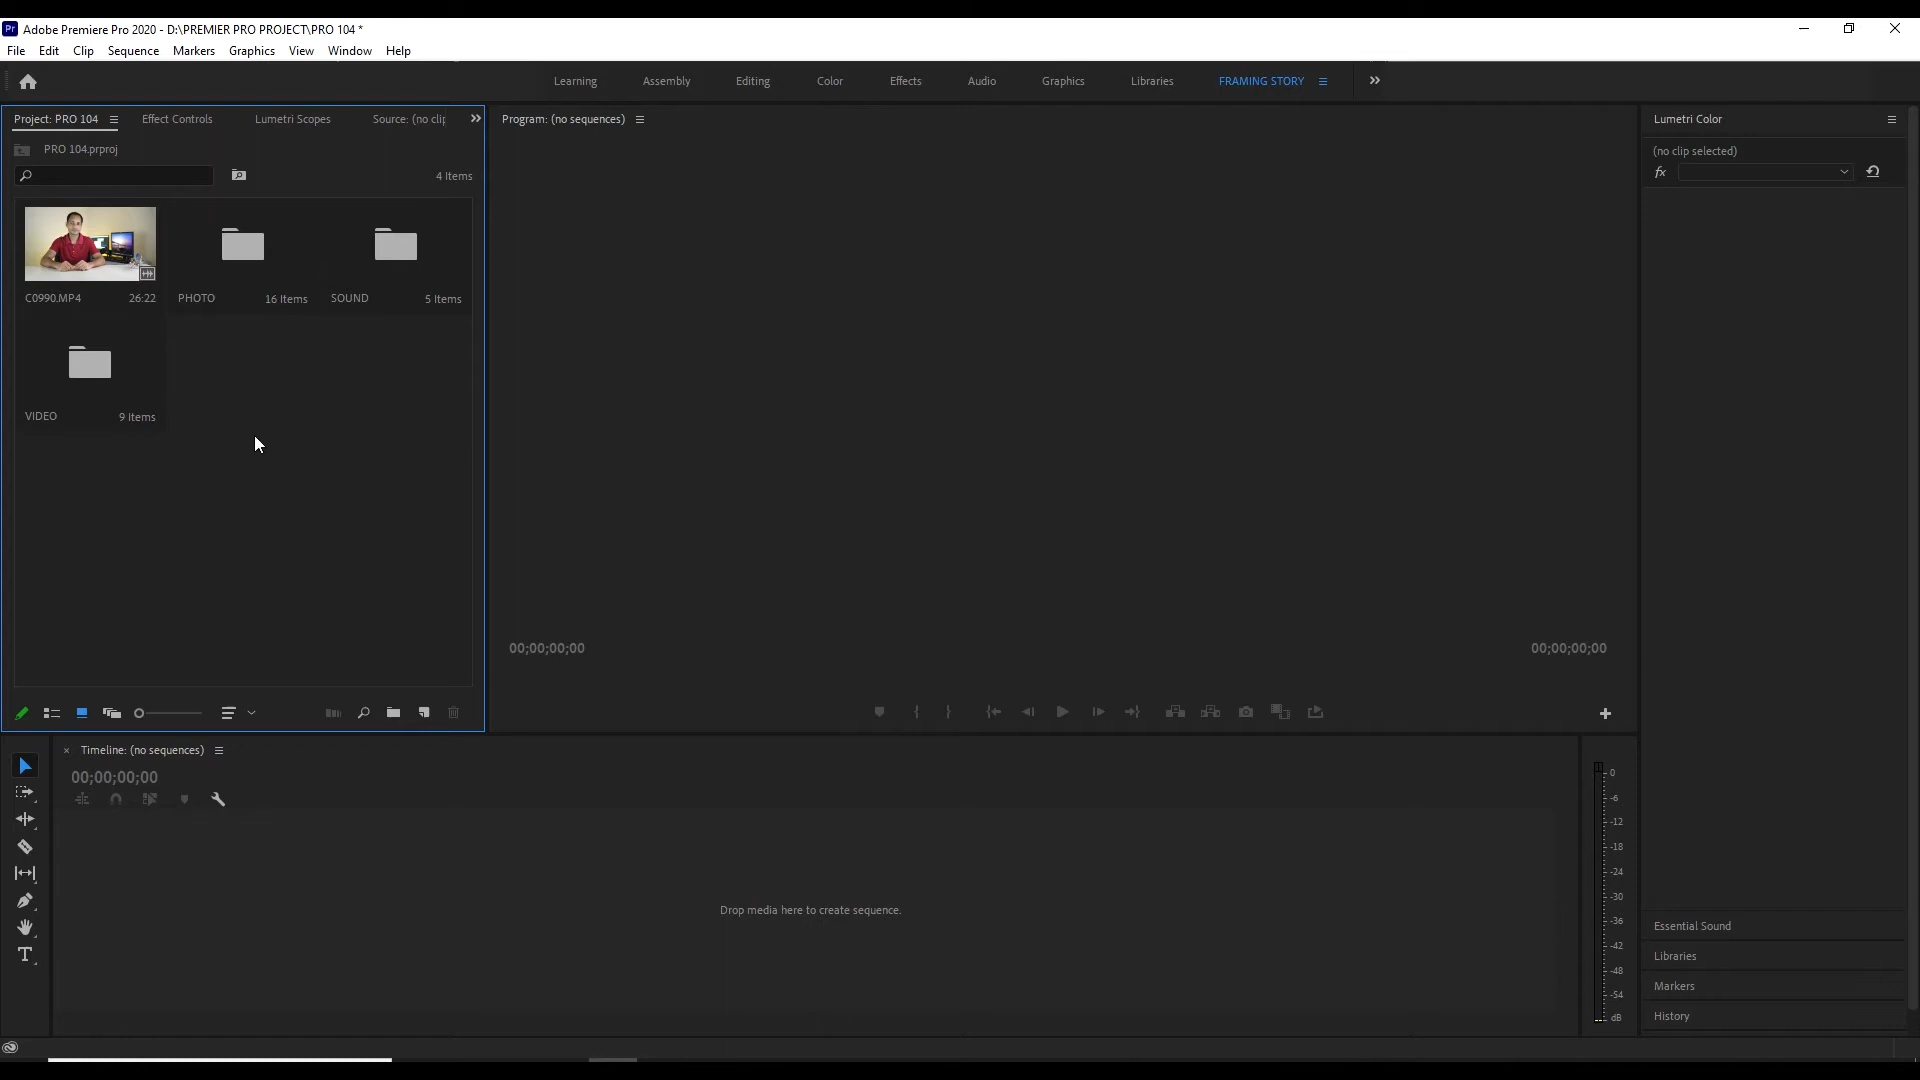 Pr Adobe Premiere Pro 2020 - D:\PREMIER PRO PROJECT\PRO 104 *
File Edit Clip Sequence Markers Graphics View Window Help
Learning Assembly Editing Color Effects Audio Graphics Libraries FRAMING STORY
Project: PRO 104 Effect Controls Lumetri Scopes Source: (no clip
Program: (no sequences)
Lumetri Color
PRO 104.prproj
(no clip selected)
fx
4 Items
C0990.MP4 26:22
PHOTO 16 Items
SOUND 5 Items
VIDEO 9 Items
00;00;00;00
00;00;00;00
Timeline: (no sequences)
00;00;00;00
Drop media here to create sequence.
T
0
-6
-12
-18
-24
-30
-36
-42
-48
-54
dB
Essential Sound
Libraries
Markers
History